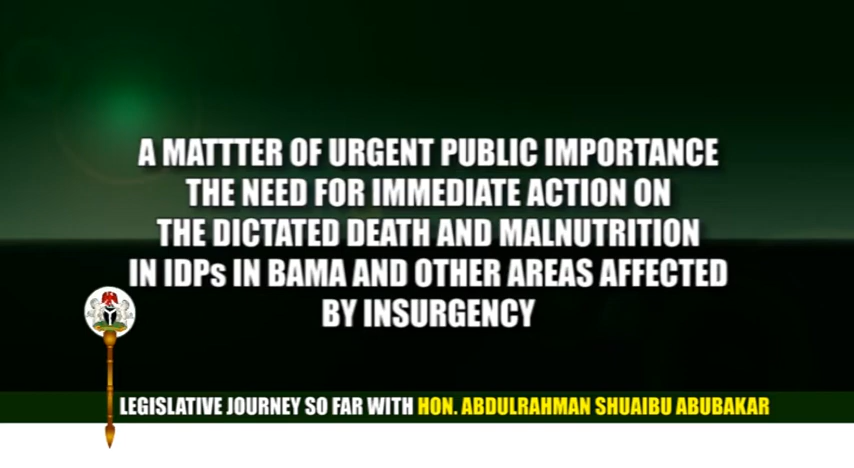 A MATTTER OF URGENT PUBLIC IMPORTANCE
THE NEED FOR IMMEDIATE ACTION ON
THE DICTATED DEATH AND MALNUTRITION
IN IDPs IN BAMA AND OTHER AREAS AFFECTED
BY INSURGENCY
LEGISLATIVE JOURNEY SO FAR WITH HON. ABDULRAHMAN SHUAIBU ABUBAKAR